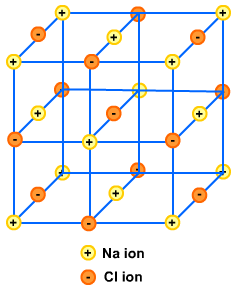 + Na ion
- Cl ion